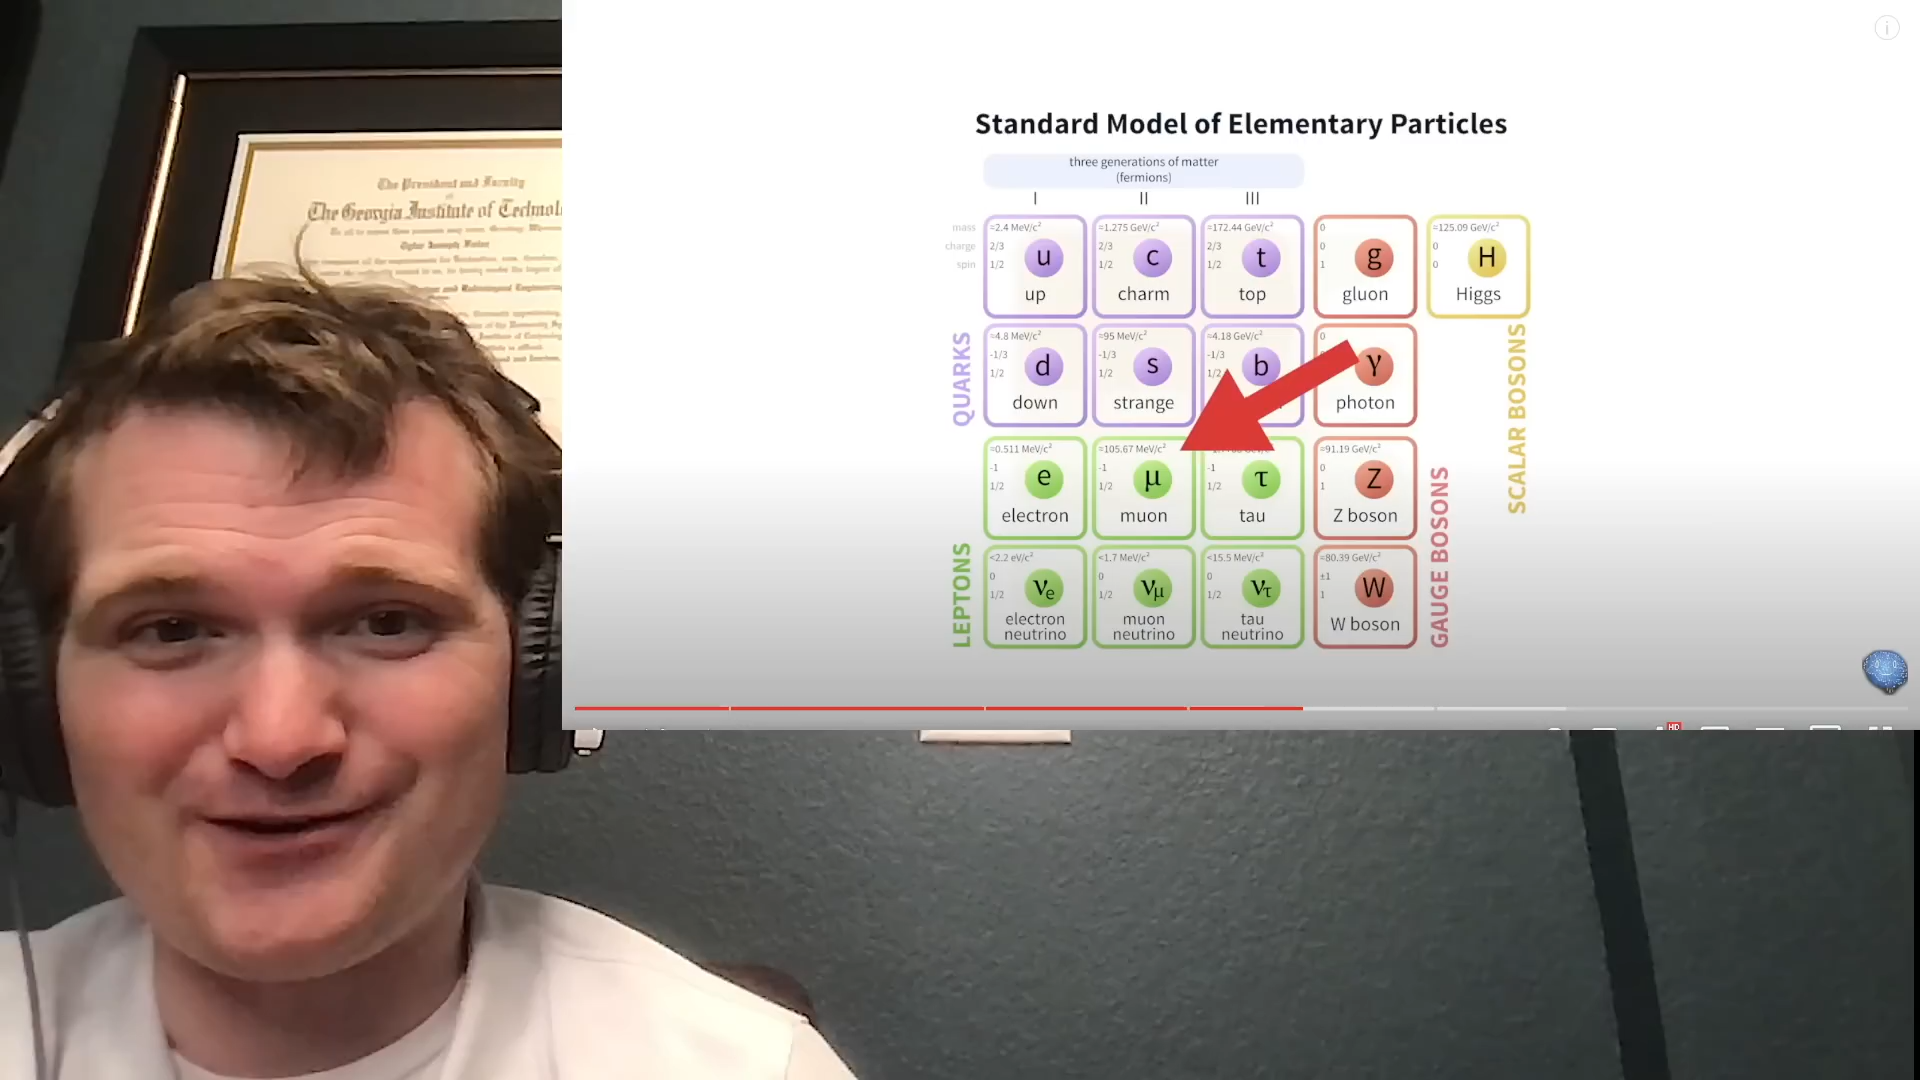 The President and Faculty
of
The Georgia Institute of Technol
Standard Model of Elementary Particles
three generations of matter
(fermions)
I II III
mass
charge
spin
≈2.4 MeV/c²
2/3
1/2
u
up
≈1.275 GeV/c²
2/3
1/2
c
charm
≈172.44 GeV/c²
2/3
1/2
t
top
0
0
1
g
gluon
≈125.09 GeV/c²
0
0
H
Higgs
QUARKS
≈4.8 MeV/c²
-1/3
1/2
d
down
≈95 MeV/c²
-1/3
1/2
s
strange
≈4.18 GeV/c²
-1/3
1/2
b
0
γ
photon
SCALAR BOSONS
LEPTONS
≈0.511 MeV/c²
-1
1/2
e
electron
≈105.67 MeV/c²
-1
1/2
μ
muon
-1
1/2
τ
tau
≈91.19 GeV/c²
0
1
Z
Z boson
GAUGE BOSONS
<2.2 eV/c²
0
1/2
νe
electron
neutrino
<1.7 MeV/c²
0
1/2
νμ
muon
neutrino
<15.5 MeV/c²
0
1/2
ντ
tau
neutrino
≈80.39 GeV/c²
±1
1
W
W boson
HD